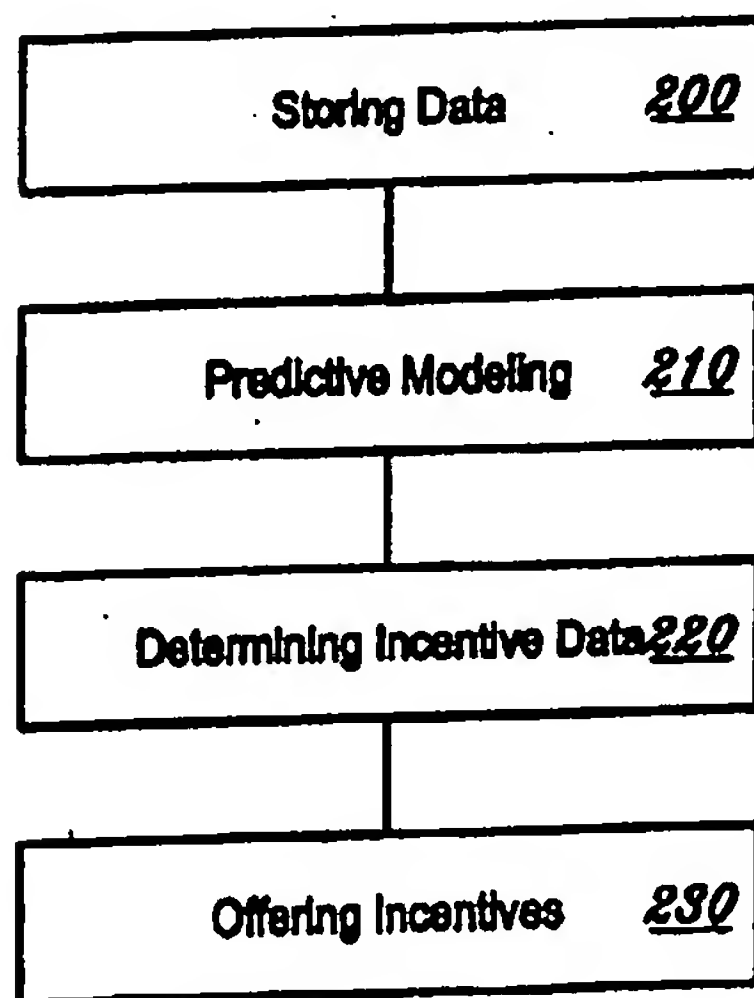 Storing Data 200
Predictive Modeling 210
Determining Incentive Data 220
Offering Incentives 230